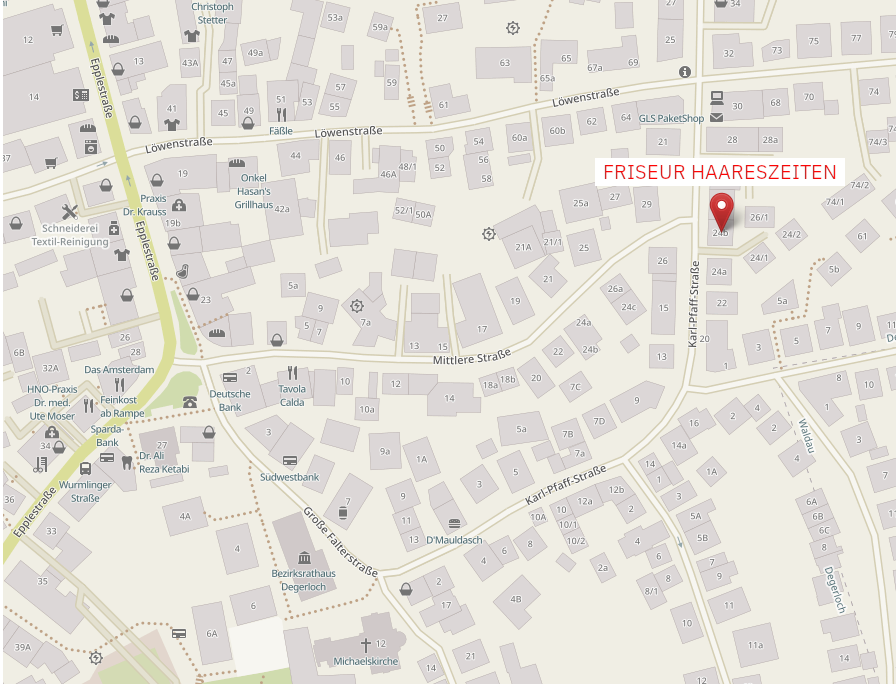 Christoph
Stetter
53a
59a
27
34
12
13
43A
47
49a
63
65
67a
69
25
32
73
75
77
79
14
Epplestraße
57
59
65a
53
55
61
Löwenstraße
41
45
49
51
GLS PaketShop
30
68
70
74
Fäßle
Löwenstraße
Löwenstraße
60a
60b
62
64
21
28
28a
74/3
37
44
46
50
52
54
56
58
48/1
46A
19
Onkel
Hasan's
Grillhaus
FRISEUR HAARESZEITEN
74/2
74/1
Praxis
Dr. Krauss
19b
42a
52/1
50A
25a
27
29
24b
26/1
24/2
61
Schneiderei
Textil-Reinigung
Epplestraße
21A
21/1
25
26
24a
24/1
5b
23
5a
9
7a
5
7
19
21
26a
24c
15
22
5a
Karl-Pfaff-Straße
6B
26
28
13
15
17
24a
24b
22
20
13
1
3
5
7
9
11
32A
Das Amsterdam
2
Mittlere Straße
HNO-Praxis
Dr. med.
Ute Moser
Feinkost
ab Rampe
Deutsche
Bank
Tavola
Calda
10
12
14
18a
18b
20
7C
9
8
10
10a
16
2
4
2
1
Sparda-
Bank
34
27
Dr. Ali
Reza Ketabi
3
9a
1A
5a
7B
7D
7a
14a
Waldau
3
4
Wurmlinger
Straße
Südwestbank
7
9
3
5
Karl-Pfaff-Straße
14
1
1A
3
7
36
Epplestraße
33
4A
Große Falterstraße
11
13
D'Mauldasch
10A
10
10/1
10/2
12a
12b
5A
5B
6A
6B
6C
8
35
4
Bezirksrathaus
Degerloch
4
6
8
2a
4
6
7
9
8
8/1
9
Degerloch
6
2
17
4B
11
10
6A
39A
12
Michaelskirche
14
21
11a
12